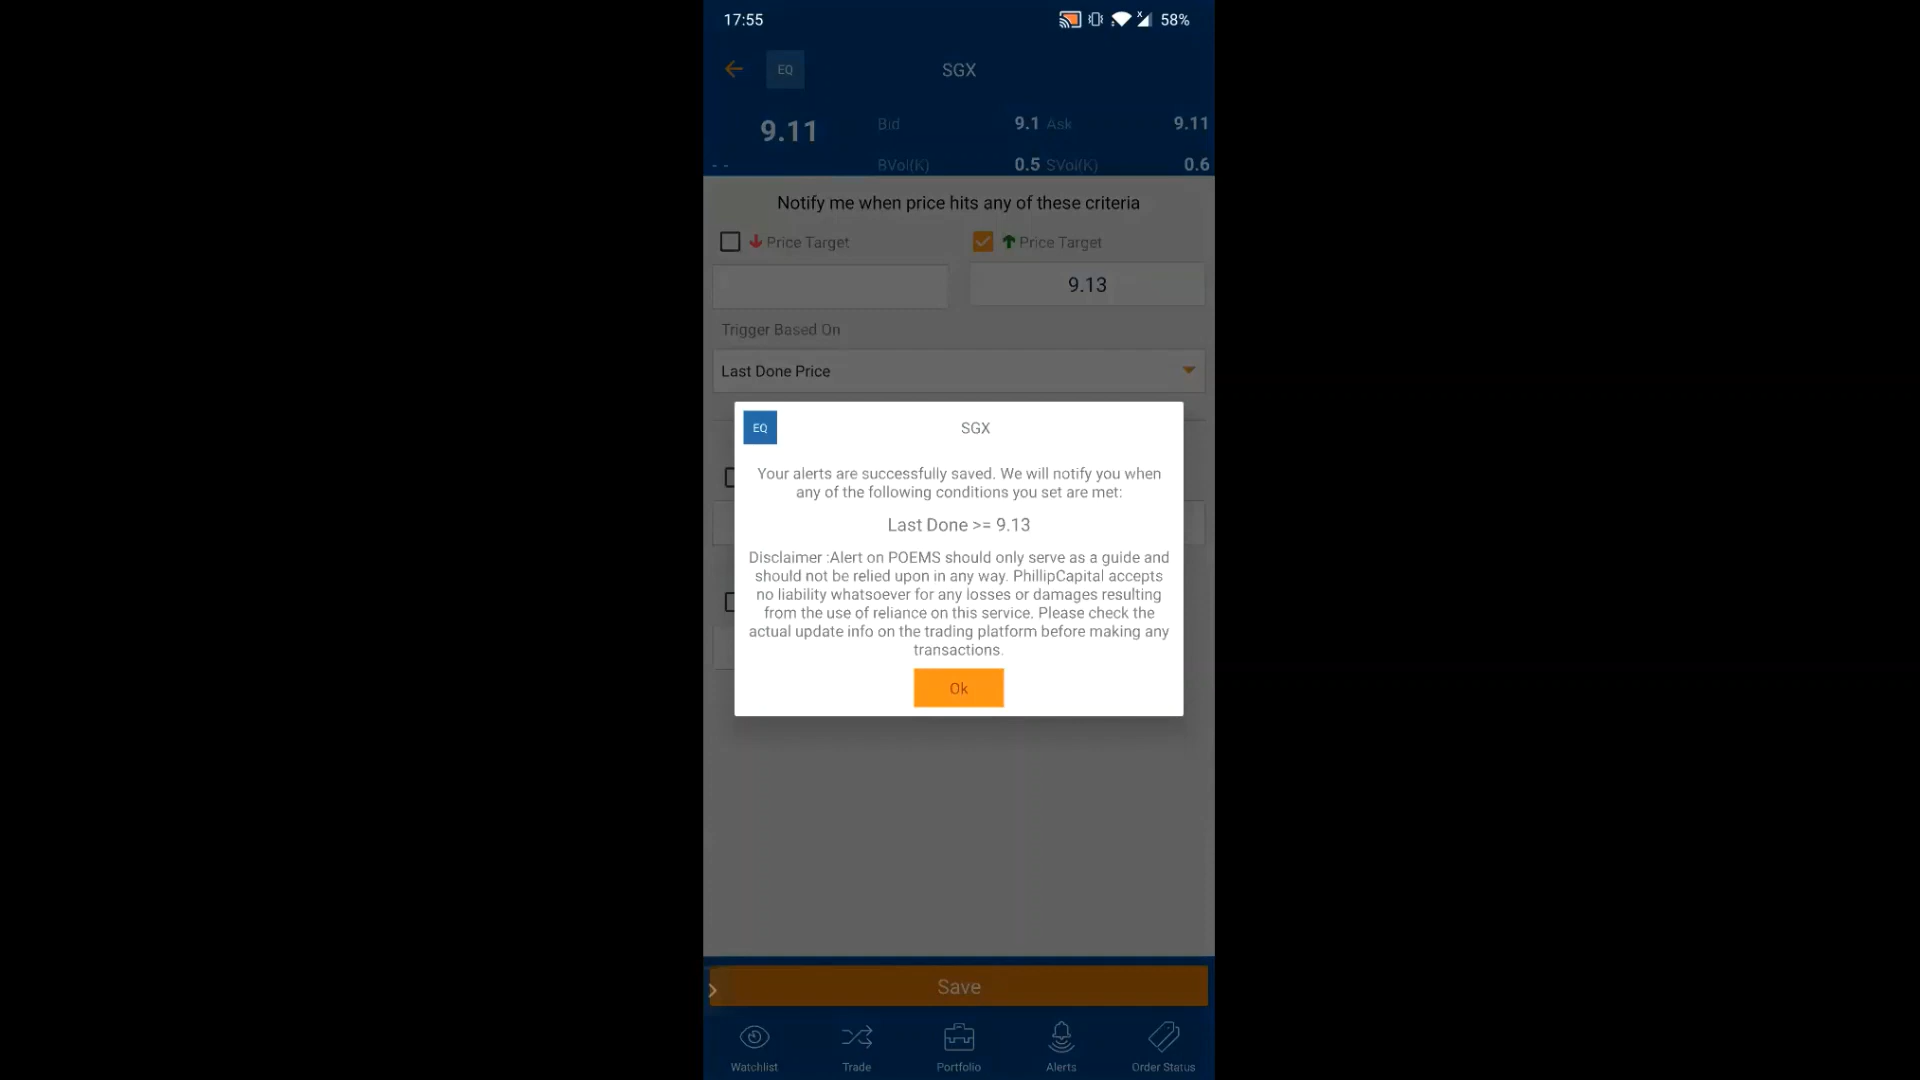 17:55
58%
EQ
SGX
9.11
Bid
9.1
Ask
9.11
- -
BVol(K)
0.5
SVol(K)
0.6
Notify me when price hits any of these criteria
Price Target
Price Target
9.13
Trigger Based On
Last Done Price
EQ
SGX
Your alerts are successfully saved. We will notify you when
any of the following conditions you set are met:
Last Done >= 9.13
Disclaimer :Alert on POEMS should only serve as a guide and
should not be relied upon in any way. PhillipCapital accepts
no liability whatsoever for any losses or damages resulting
from the use of reliance on this service. Please check the
actual update info on the trading platform before making any
transactions.
Ok
Save
Watchlist
Trade
Portfolio
Alerts
Order Status